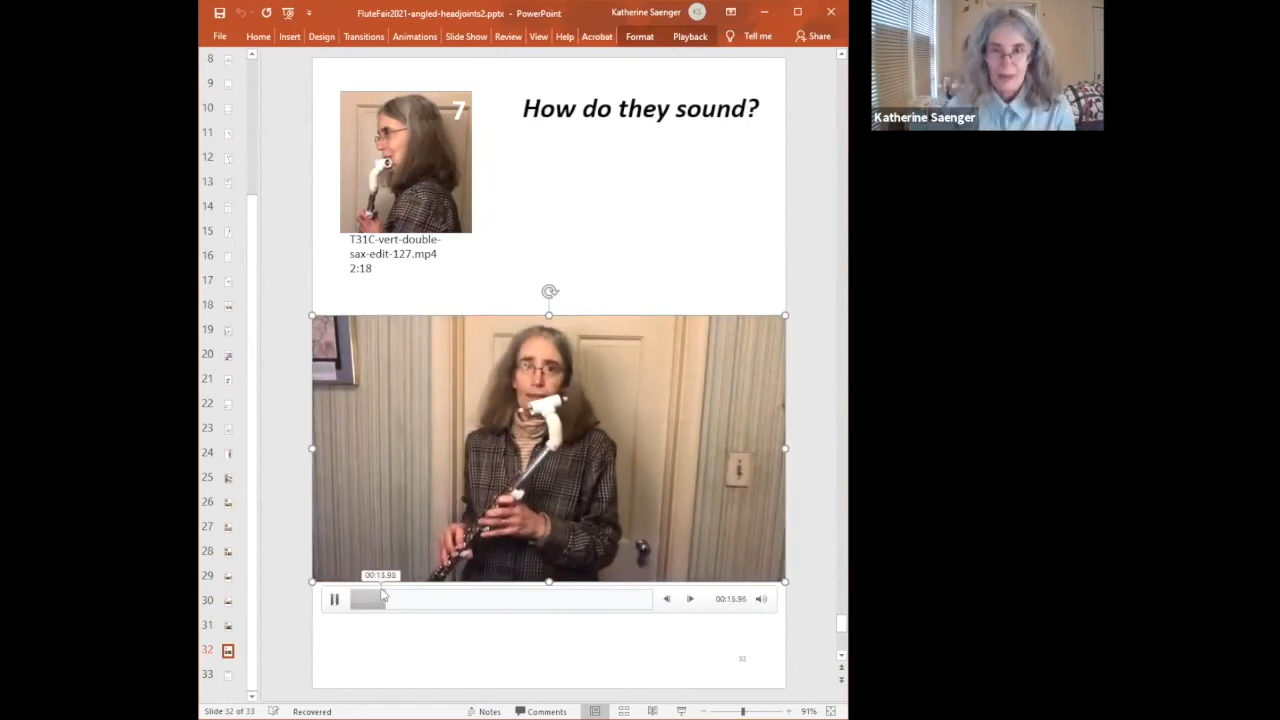 FluteFair2021-angled-headjoints2.pptx - PowerPoint
Katherine Saenger
KS
File
Home
Insert
Design
Transitions
Animations
Slide Show
Review
View
Help
Acrobat
Format
Playback
Tell me
Share
Katherine Saenger
8
9
10
11
12
13
14
15
16
17
18
19
20
21
22
23
24
25
26
27
28
29
30
31
32
33
7
How do they sound?
T31C-vert-double-
sax-edit-127.mp4
2:18
00:13.98
00:15.96
32
Slide 32 of 33
Recovered
Notes
Comments
91%